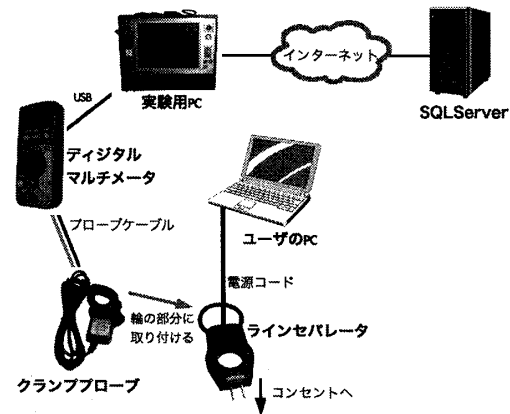 インターネット
実験用PC
SQLServer
USB
ディジタル
マルチメータ
プローブケーブル
ユーザのPC
電源コード
輪の部分に
取り付ける
ラインセパレータ
クランププローブ
コンセントへ